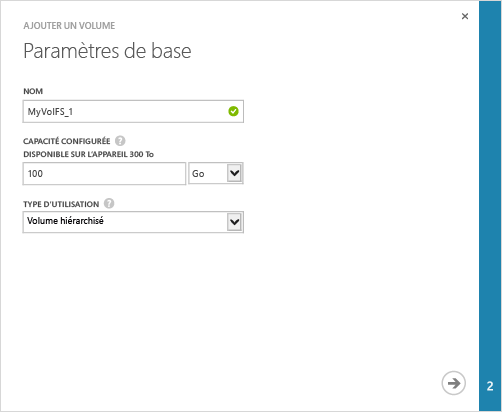 AJOUTER UN VOLUME
Paramètres de base
NOM
MyVolFS_1
CAPACITÉ CONFIGURÉE ?
DISPONIBLE SUR L'APPAREIL 300 To
100 Go
TYPE D'UTILISATION ?
Volume hiérarchisé
2